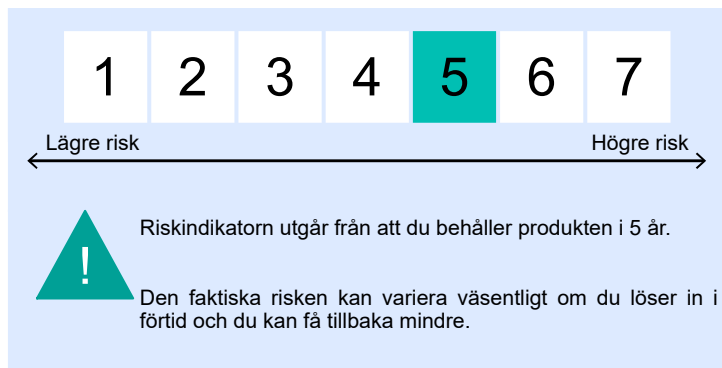 1 2 3 4 5 6 7
Lägre risk Högre risk
Riskindikatorn utgår från att du behåller produkten i 5 år.
!
Den faktiska risken kan variera väsentligt om du löser in i
förtid och du kan få tillbaka mindre.